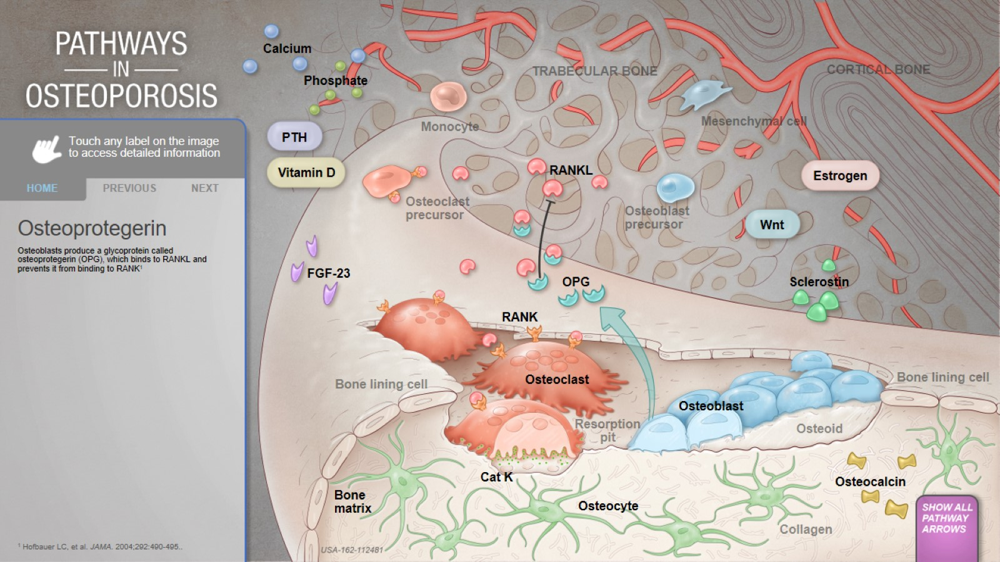 PATHWAYS
IN
OSTEOPOROSIS
Touch any label on the image
to access detailed information
HOME
PREVIOUS
NEXT
Osteoprotegerin
Osteoblasts produce a glycoprotein called
osteoprotegerin (OPG), which binds to RANKL and
prevents it from binding to RANK¹
¹ Hofbauer LC, et al. JAMA. 2004;292:490-495..
Calcium
Phosphate
PTH
Vitamin D
FGF-23
Monocyte
TRABECULAR BONE
CORTICAL BONE
Mesenchymal cell
RANKL
Osteoclast
precursor
Osteoblast
precursor
Estrogen
Wnt
Sclerostin
OPG
RANK
Osteoclast
Bone lining cell
Bone lining cell
Osteoblast
Resorption
pit
Osteoid
Cat K
Bone
matrix
Osteocyte
Osteocalcin
Collagen
SHOW ALL
PATHWAY
ARROWS
USA-162-112481